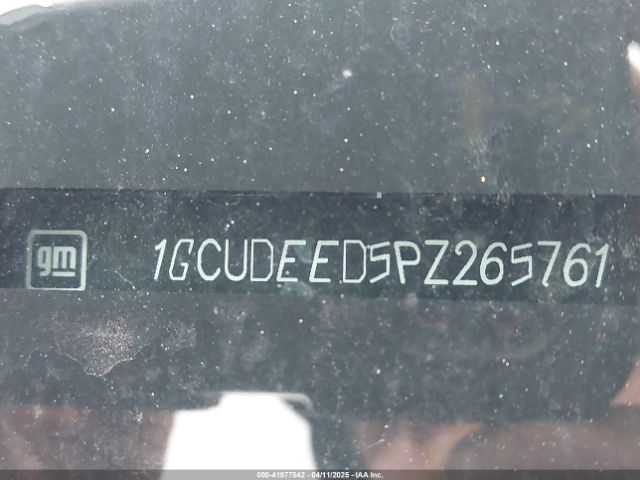 gm
1GCUDEED5PZ265761
000-41977542 - 04/11/2025 - IAA Inc.